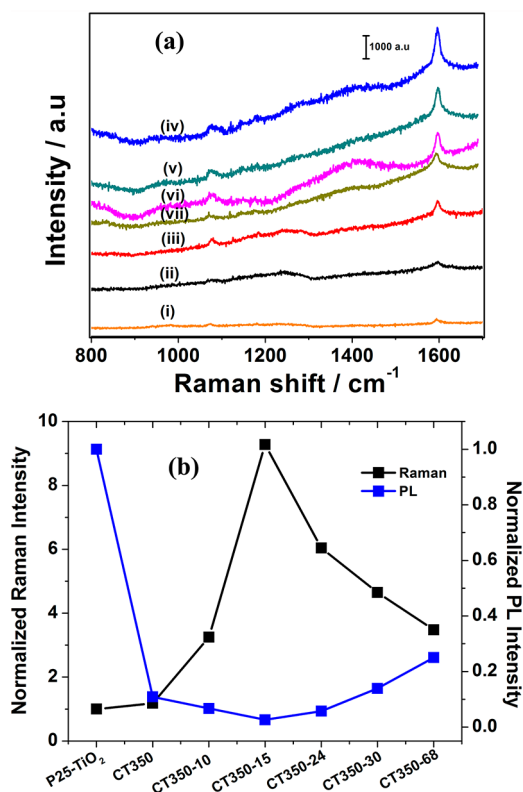 (a)
1000 a.u
(iv)
(v)
(vi)
(vii)
(iii)
(ii)
(i)
Intensity / a.u
800 1000 1200 1400 1600
Raman shift / cm⁻¹
(b)
Raman
PL
Normalized Raman Intensity
10
8
6
4
2
0
Normalized PL Intensity
1.0
0.8
0.6
0.4
0.2
0.0
P25-TiO₂ CT350 CT350-10 CT350-15 CT350-24 CT350-30 CT350-68